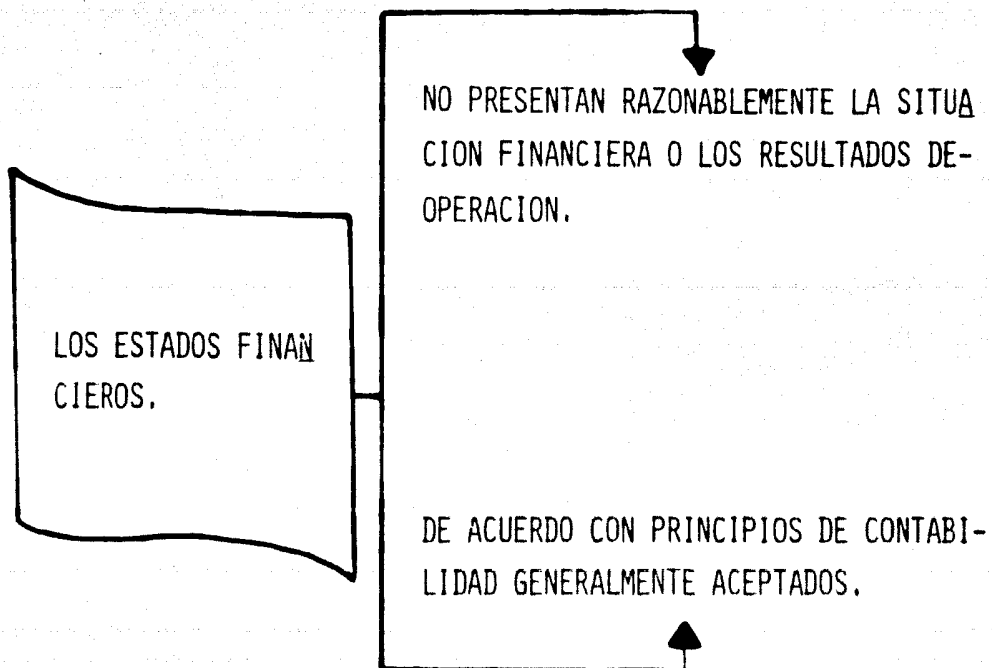 NO PRESENTAN RAZONABLEMENTE LA SITUA
CION FINANCIERA O LOS RESULTADOS DE-
OPERACION.
LOS ESTADOS FINAN
CIEROS.
DE ACUERDO CON PRINCIPIOS DE CONTABI-
LIDAD GENERALMENTE ACEPTADOS.